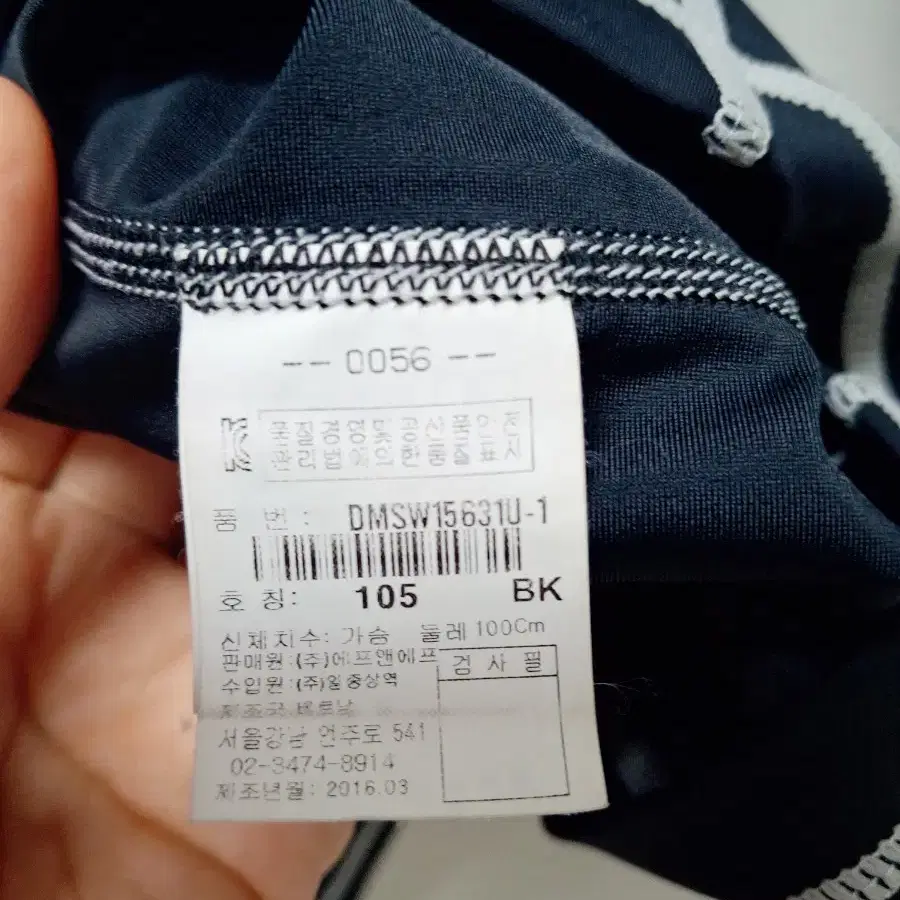 -- 0056 --
품질경영및공산품안전
관리법에의한품질표시
품 번 : DMSW15631U-1
호 칭: 105 BK
신체치수: 가슴 둘레 100Cm
판매원:(주)에프앤에프
검 사 필
수입원:(주)일중상역
제조국:베트남
서울강남 언주로 541
02-3474-8914
제조년월: 2016.03